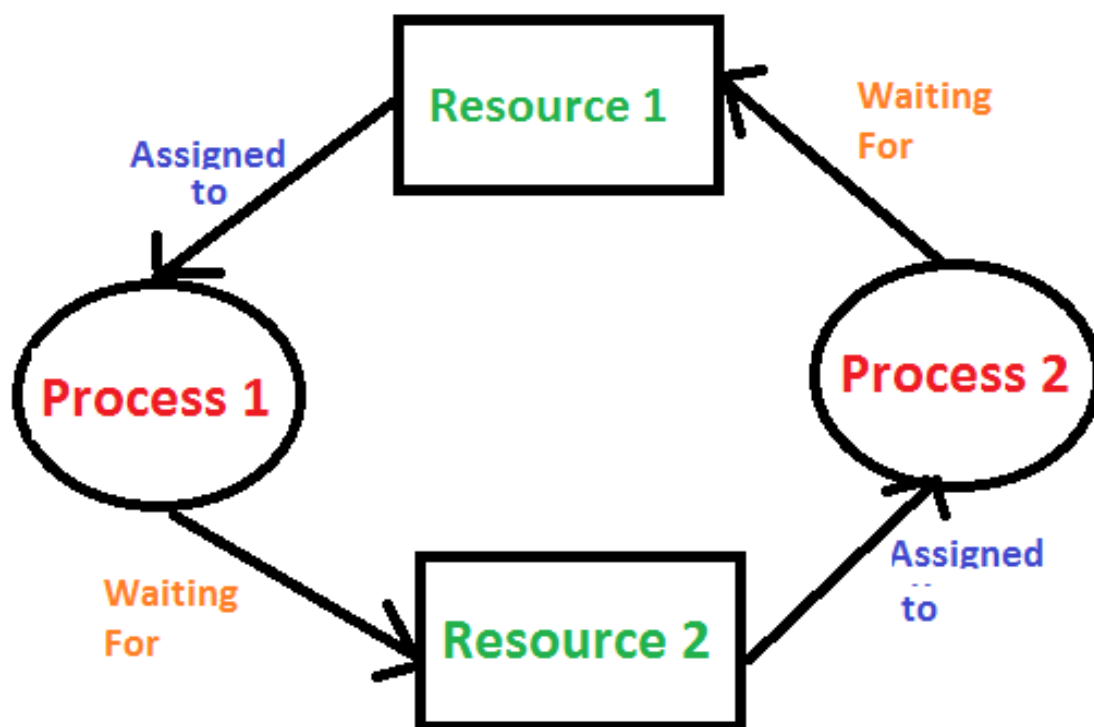 Resource 1
Waiting
For
Assigned
to
Process 1
Process 2
Waiting
For
Resource 2
Assigned
to